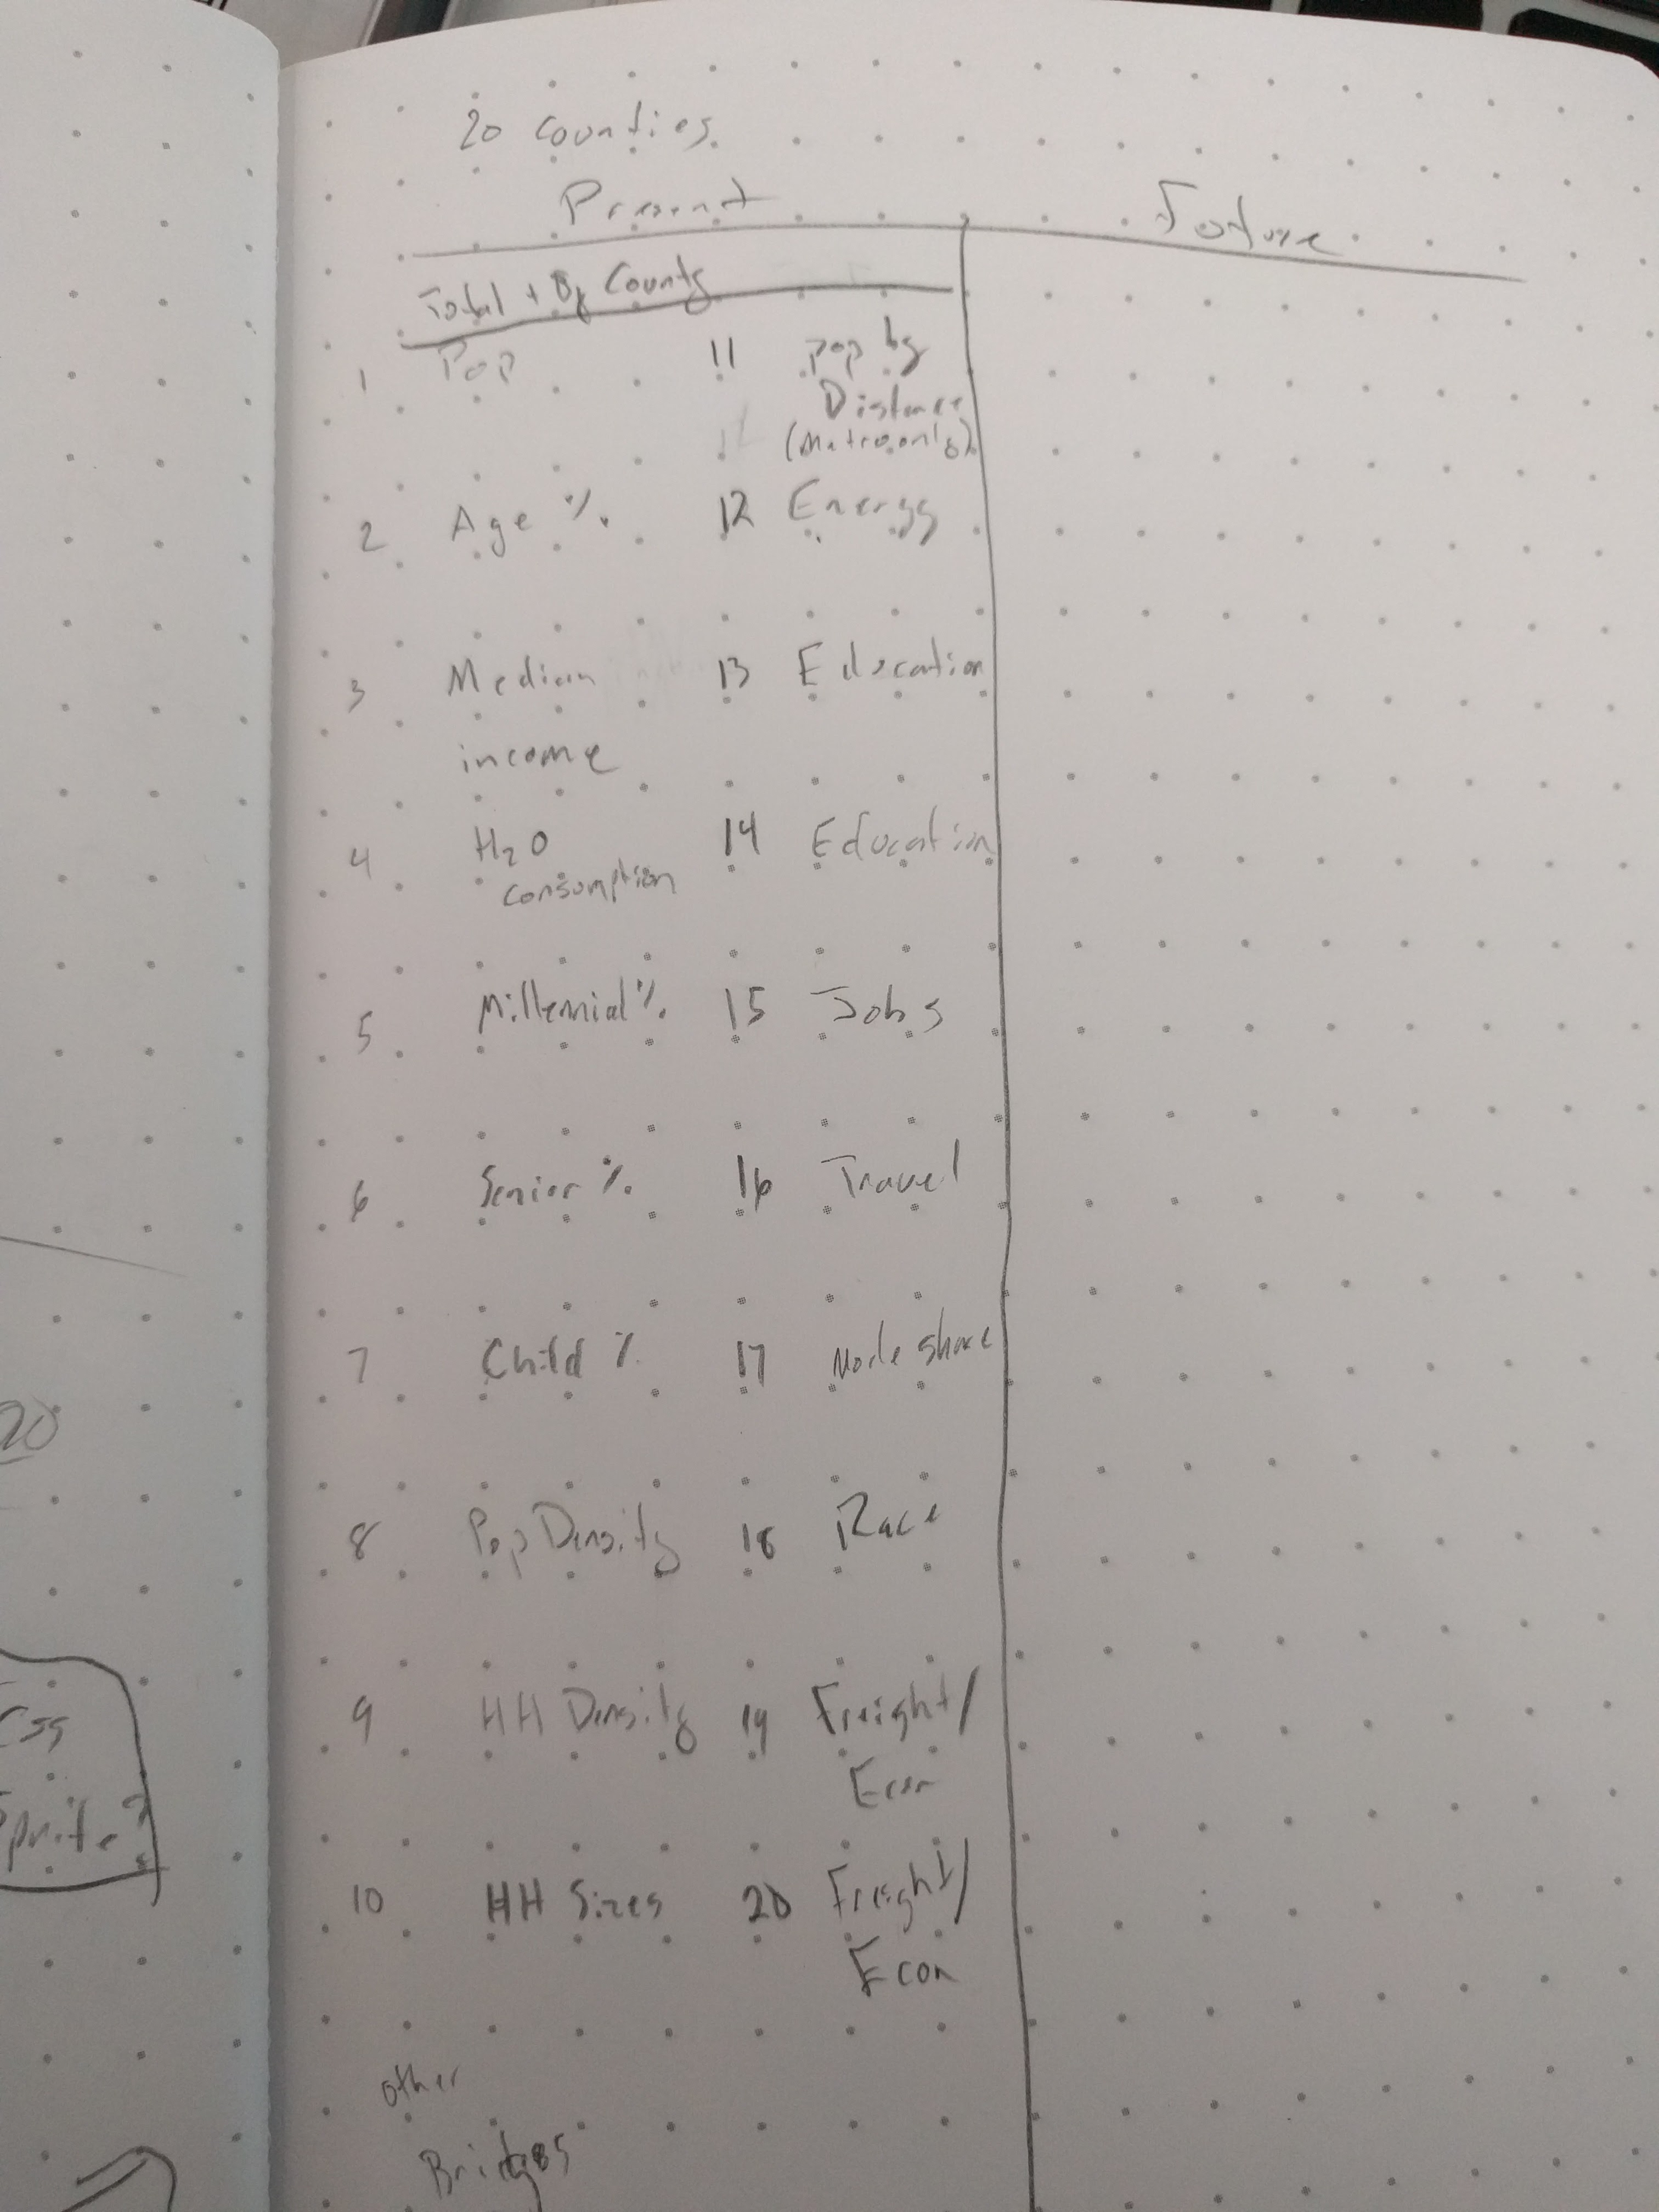 20 counties
Present
Future
Total + By County
1 Pop
2 Age %
3 Median
income
4 H2O
consumption
5 Millennial %
6 Senior %
7 Child %
8 Pop Density
9 HH Density
10 HH Sizes
11 pop by
Distance
(Metro only)
12 Energy
13 Education
14 Education
15 Jobs
16 Travel
17 Mode share
18 Race
19 Freight/
Econ
20 Freight/
Econ
other
Bridges
20